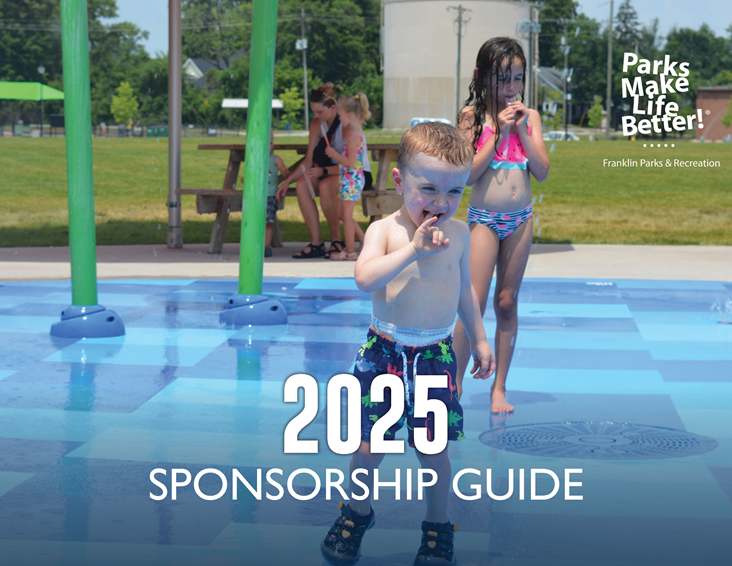 Parks
Make
Life
Better!®
Franklin Parks & Recreation
2025
SPONSORSHIP GUIDE